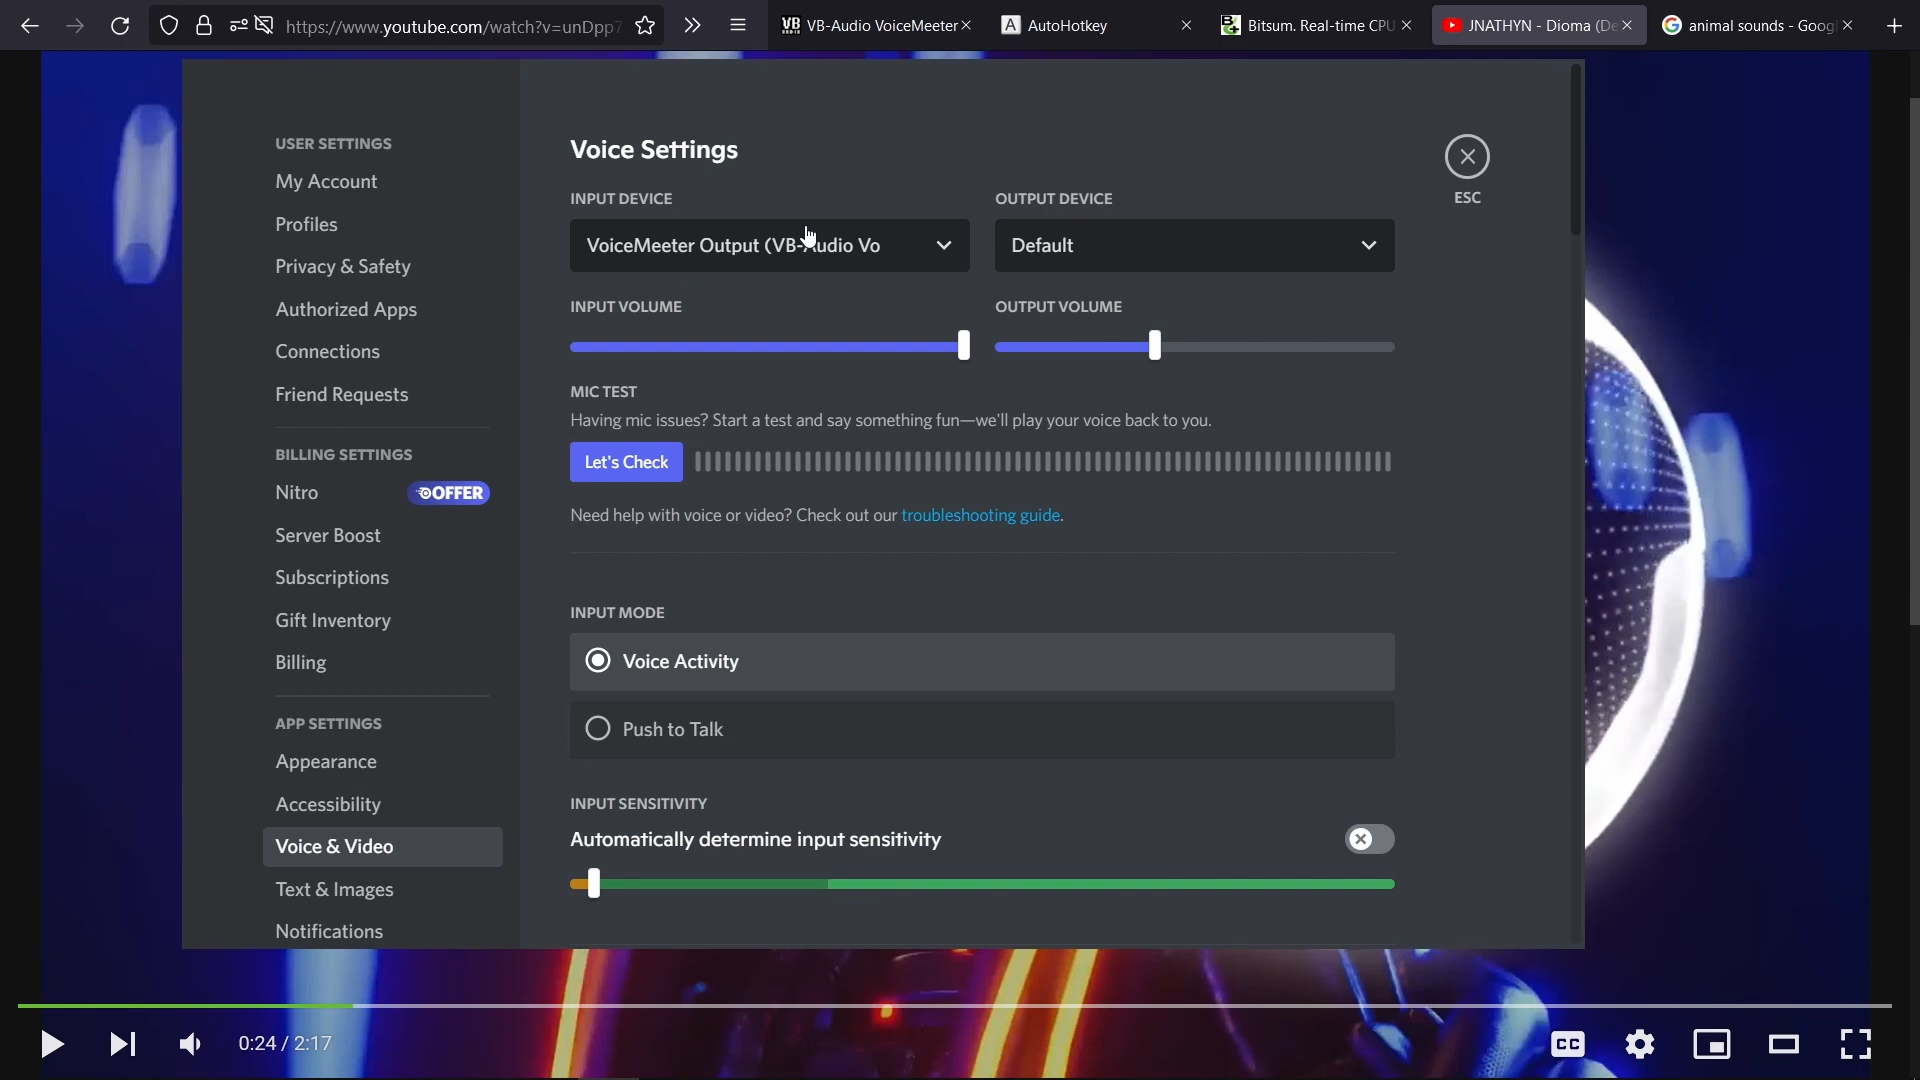 https://www.youtube.com/watch?v=unDpp7
VB VB-Audio VoiceMeeter
A AutoHotkey
Bitsum. Real-time CPU
JNATHYN - Dioma (De
G animal sounds - Goog
USER SETTINGS
My Account
Profiles
Privacy & Safety
Authorized Apps
Connections
Friend Requests
BILLING SETTINGS
Nitro OFFER
Server Boost
Subscriptions
Gift Inventory
Billing
APP SETTINGS
Appearance
Accessibility
Voice & Video
Text & Images
Notifications
Voice Settings
ESC
INPUT DEVICE
VoiceMeeter Output (VB-Audio Vo
OUTPUT DEVICE
Default
INPUT VOLUME
OUTPUT VOLUME
MIC TEST
Having mic issues? Start a test and say something fun—we'll play your voice back to you.
Let's Check
Need help with voice or video? Check out our troubleshooting guide.
INPUT MODE
Voice Activity
Push to Talk
INPUT SENSITIVITY
Automatically determine input sensitivity
0:24 / 2:17
CC